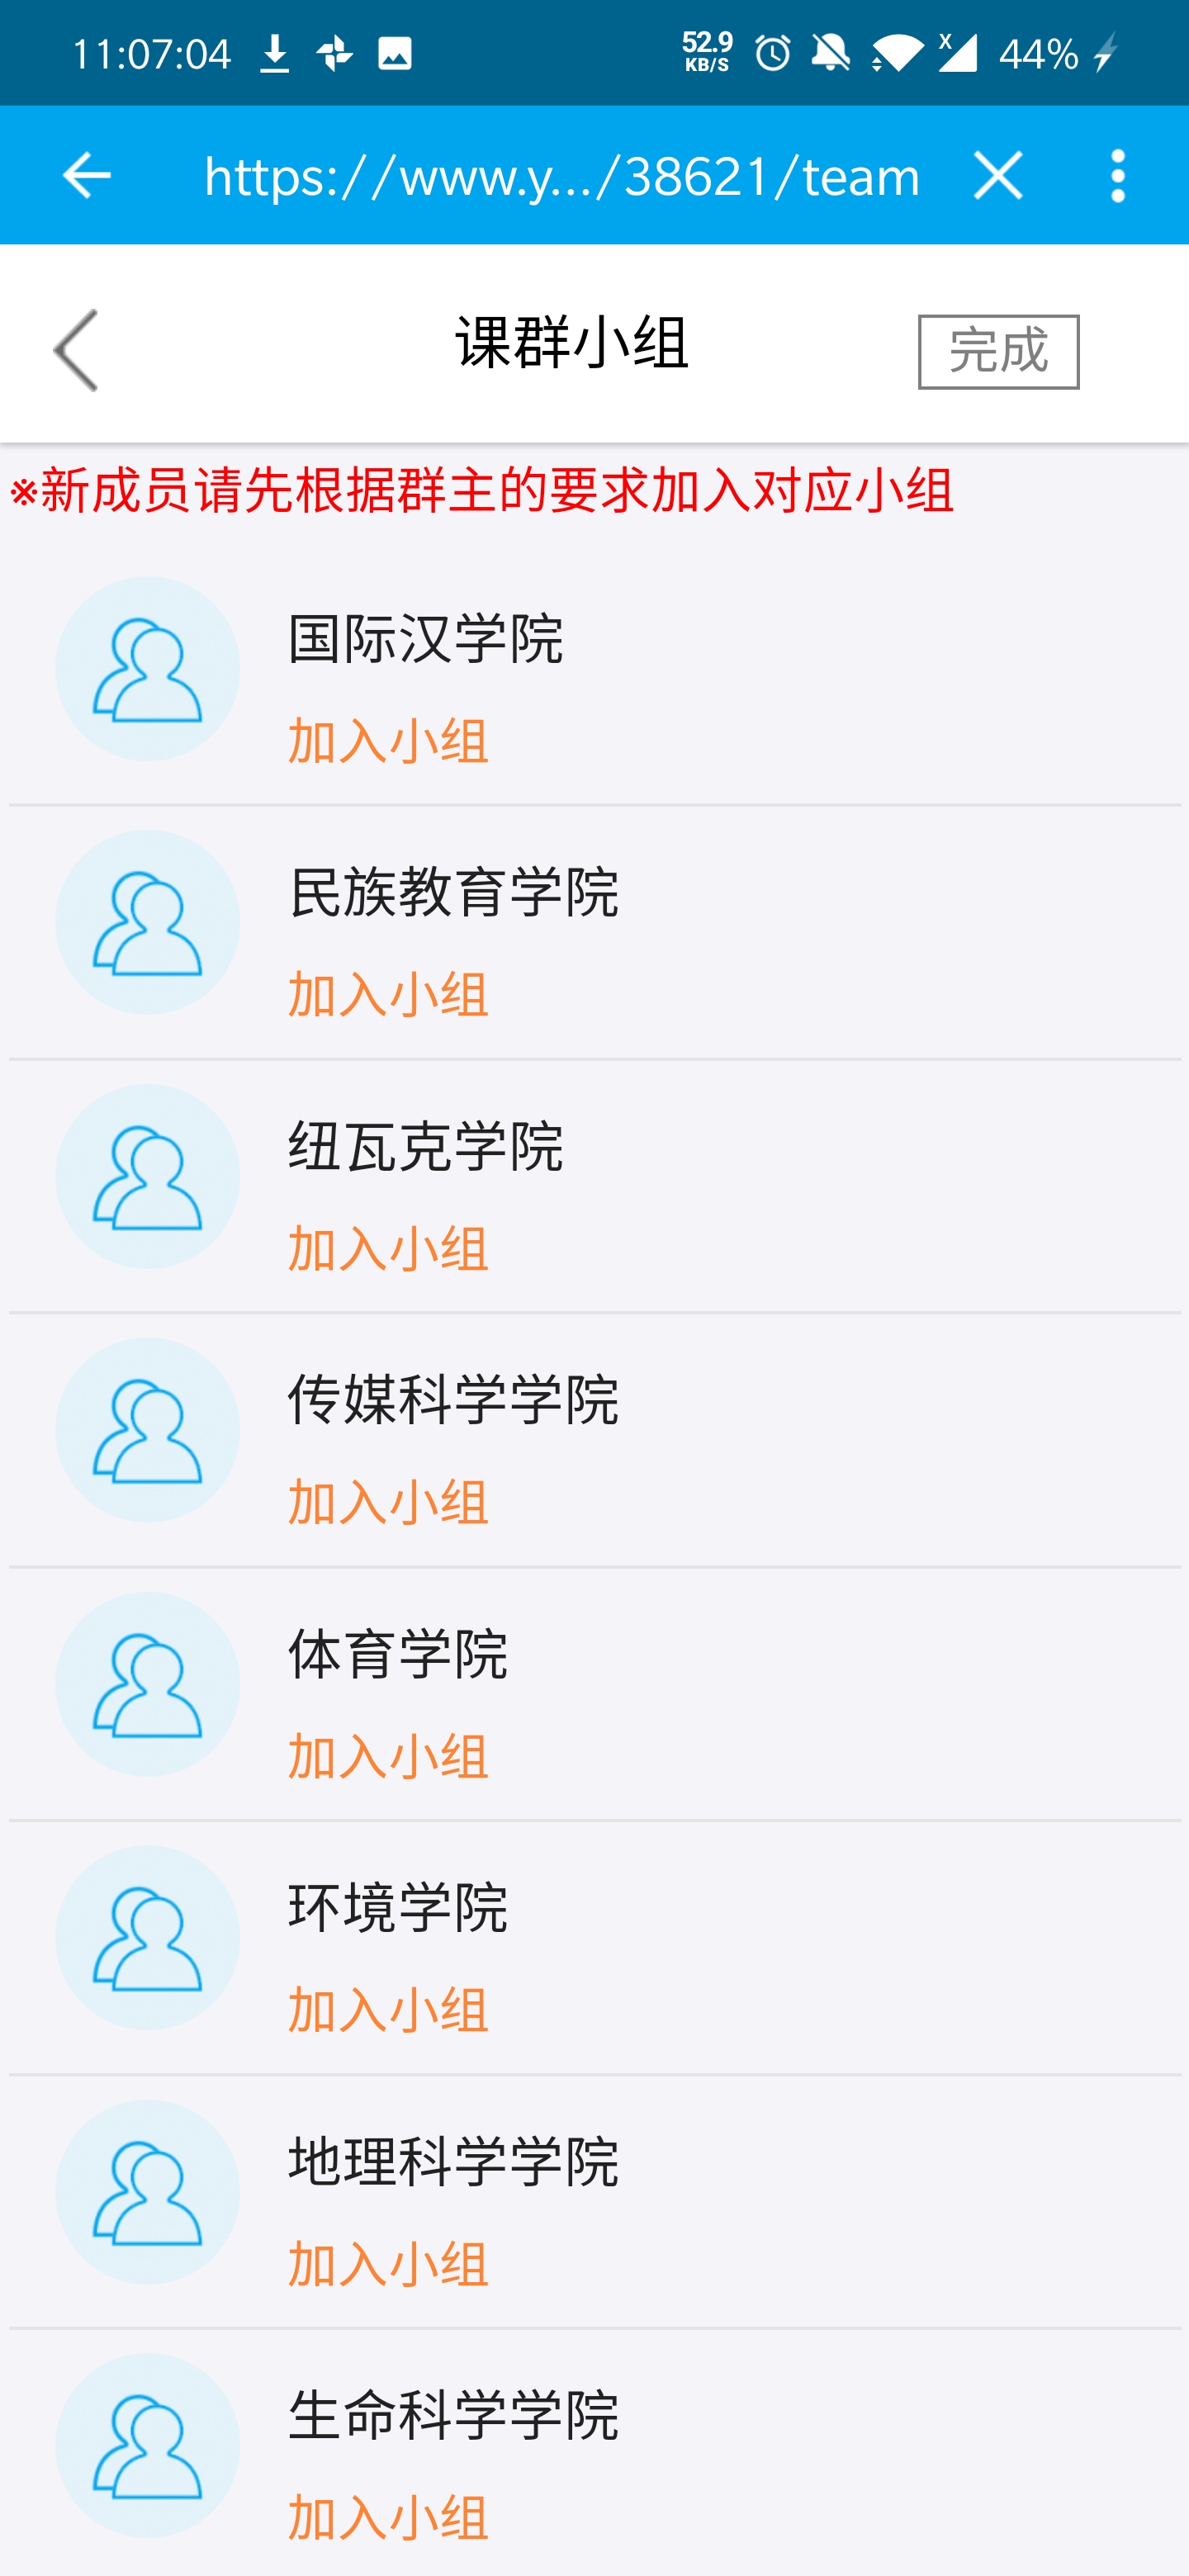 11:07:04 52.9 KB/S 44%
https://www.y.../38621/team
课群小组 完成
※新成员请先根据群主的要求加入对应小组
国际汉学院
加入小组
民族教育学院
加入小组
纽瓦克学院
加入小组
传媒科学学院
加入小组
体育学院
加入小组
环境学院
加入小组
地理科学学院
加入小组
生命科学学院
加入小组